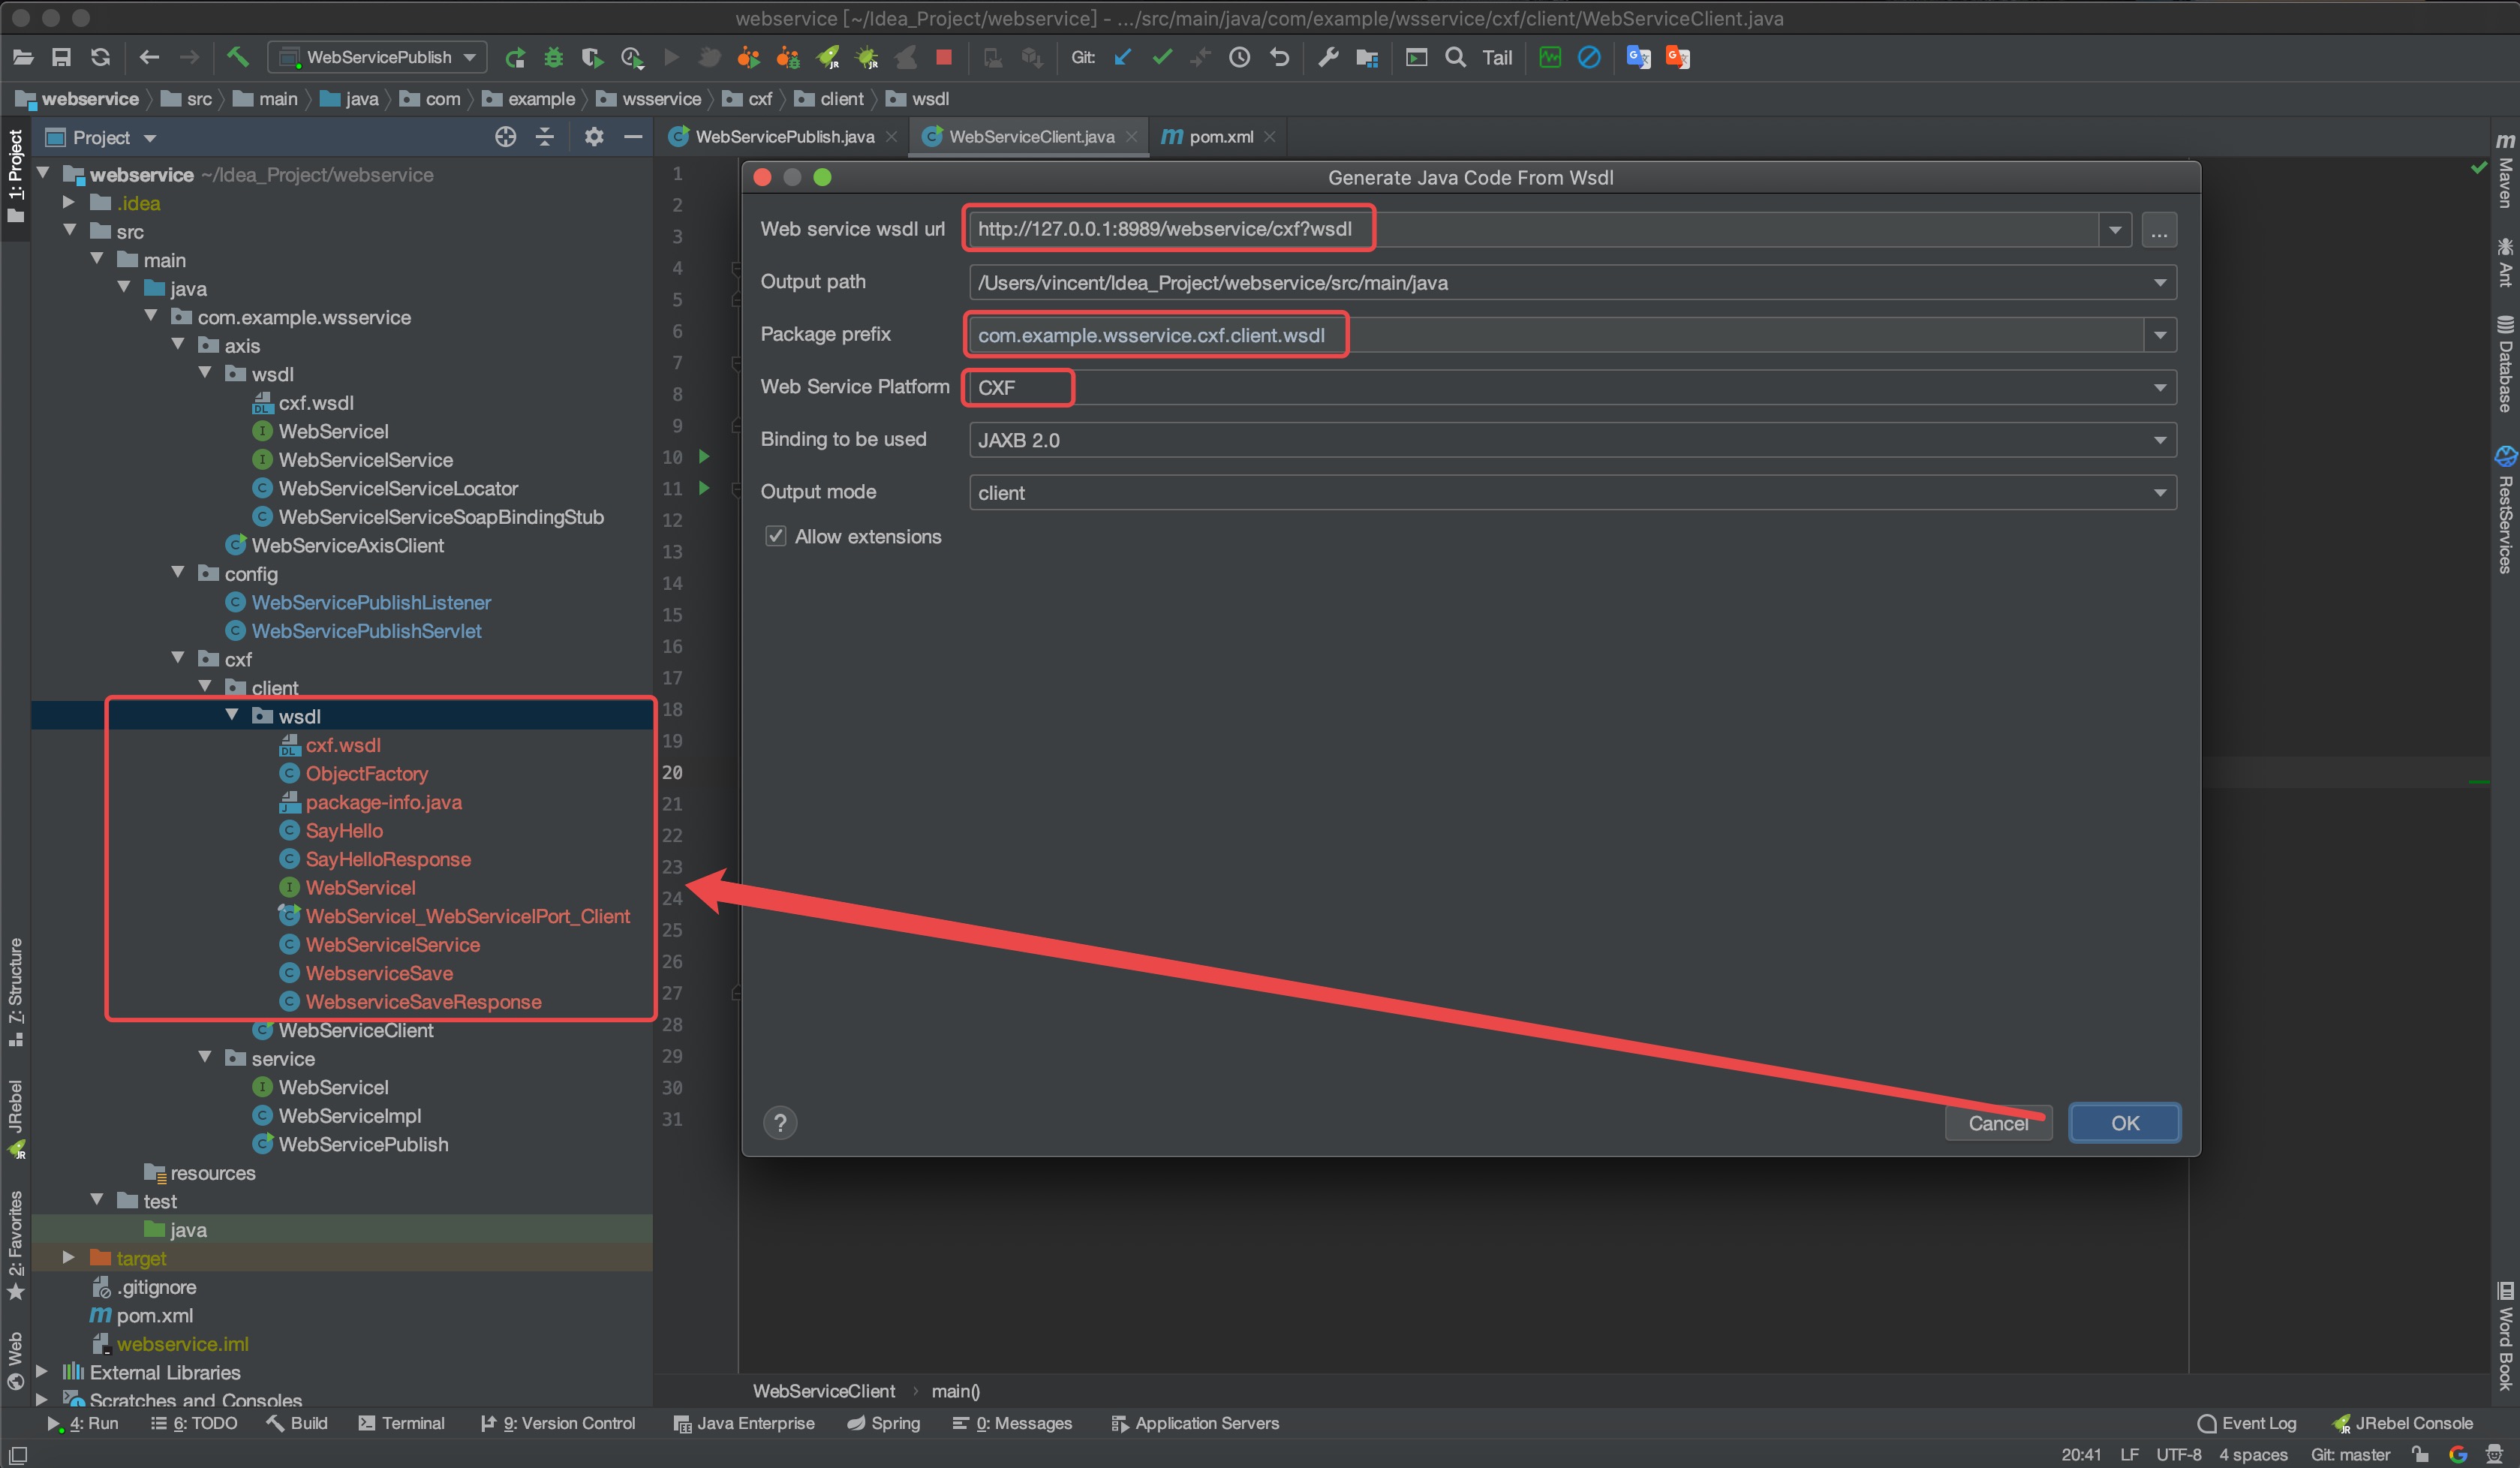 webservice [~/Idea_Project/webservice] - .../src/main/java/com/example/wsservice/cxf/client/WebServiceClient.java
WebServicePublish Git: Tail
webservice src main java com example wsservice cxf client wsdl
Project
WebServicePublish.java WebServiceClient.java pom.xml
1: Project
7: Structure
JRebel
2: Favorites
Web
webservice ~/Idea_Project/webservice
.idea
src
main
java
com.example.wsservice
axis
wsdl
cxf.wsdl
WebServiceI
WebServiceIService
WebServiceIServiceLocator
WebServiceIServiceSoapBindingStub
WebServiceAxisClient
config
WebServicePublishListener
WebServicePublishServlet
cxf
client
wsdl
cxf.wsdl
ObjectFactory
package-info.java
SayHello
SayHelloResponse
WebServiceI
WebServiceI_WebServiceIPort_Client
WebServiceIService
WebserviceSave
WebserviceSaveResponse
WebServiceClient
service
WebServiceI
WebServiceImpl
WebServicePublish
resources
test
java
target
.gitignore
pom.xml
webservice.iml
External Libraries
Scratches and Consoles
1
2
3
4
5
6
7
8
9
10
11
12
13
14
15
16
17
18
19
20
21
22
23
24
25
26
27
28
29
30
31
Generate Java Code From Wsdl
Web service wsdl url http://127.0.0.1:8989/webservice/cxf?wsdl ...
Output path /Users/vincent/Idea_Project/webservice/src/main/java
Package prefix com.example.wsservice.cxf.client.wsdl
Web Service Platform CXF
Binding to be used JAXB 2.0
Output mode client
Allow extensions
? Cancel OK
Maven
Ant
Database
RestServices
Word Book
WebServiceClient › main()
4: Run 6: TODO Build Terminal 9: Version Control Java Enterprise Spring 0: Messages Application Servers Event Log JRebel Console
20:41 LF UTF-8 4 spaces Git: master